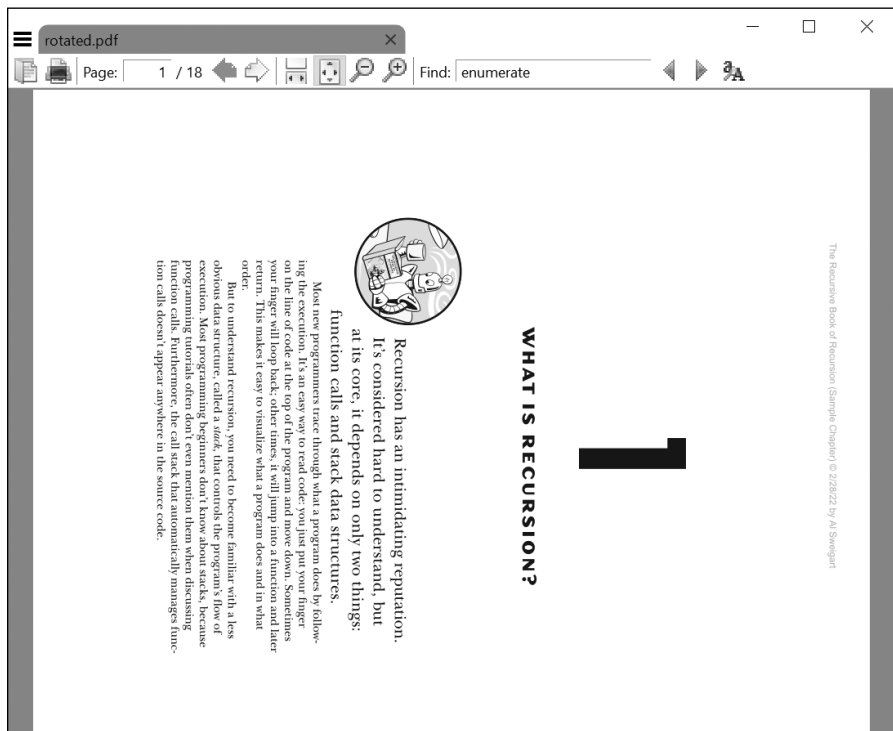 rotated.pdf
Page: 1 / 18
Find: enumerate
The Recursive Book of Recursion (Sample Chapter) © 2/28/22 by Al Sweigart
1
WHAT IS RECURSION?
Recursion has an intimidating reputation.
It's considered hard to understand, but
at its core, it depends on only two things:
function calls and stack data structures.
Most new programmers trace through what a program does by follow-
ing the execution. It's an easy way to read code: you just put your finger
on the line of code at the top of the program and move down. Sometimes
your finger will loop back; other times, it will jump into a function and later
return. This makes it easy to visualize what a program does and in what
order.
But to understand recursion, you need to become familiar with a less
obvious data structure, called a stack, that controls the program's flow of
execution. Most programming beginners don't know about stacks, because
programming tutorials often don't even mention them when discussing
function calls. Furthermore, the call stack that automatically manages func-
tion calls doesn't appear anywhere in the source code.